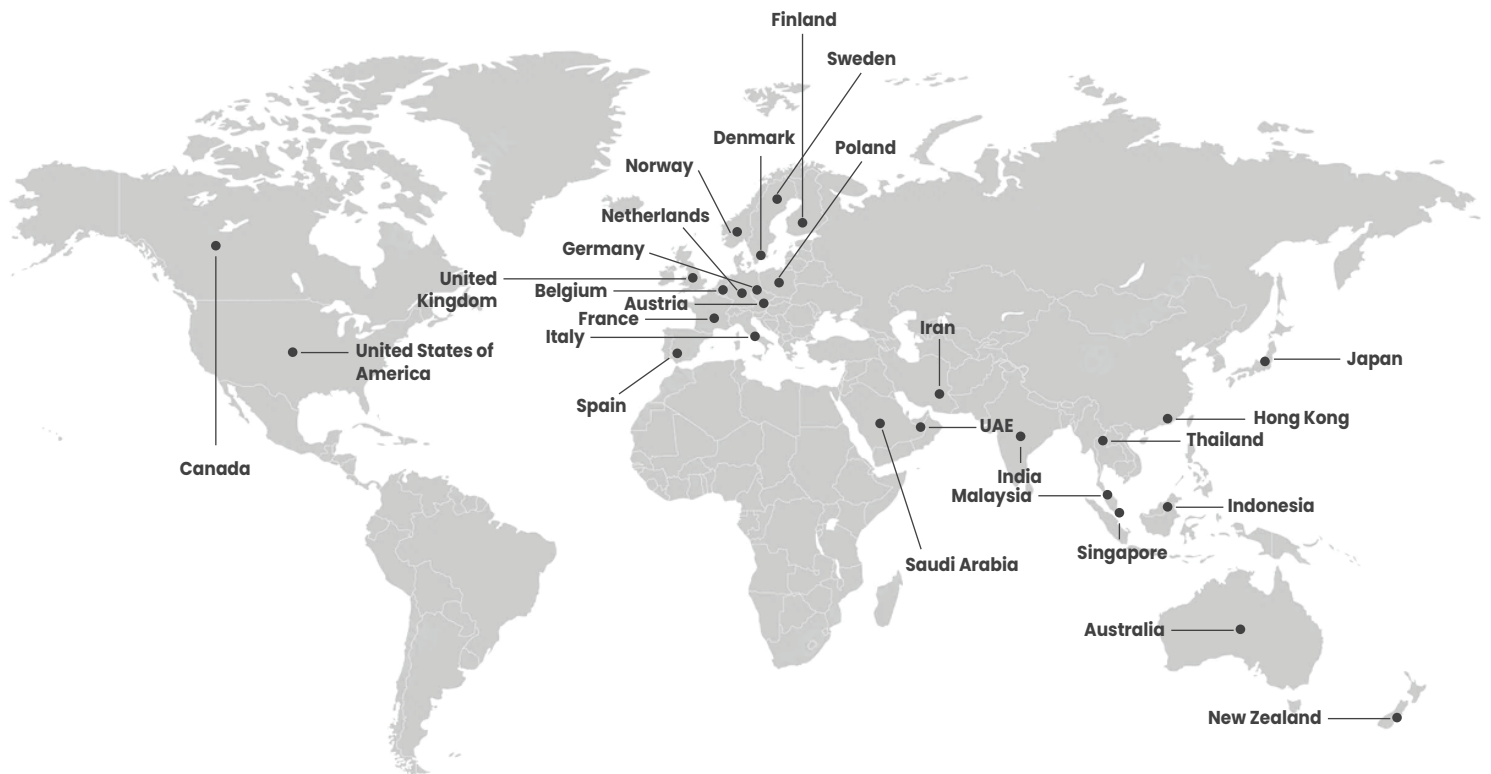 Finland
Sweden
Denmark
Poland
Norway
Netherlands
Germany
United
Kingdom
Belgium
Austria
France
Italy
Iran
United States of
America
Japan
Spain
Hong Kong
UAE
Thailand
Canada
India
Malaysia
Indonesia
Singapore
Saudi Arabia
Australia
New Zealand